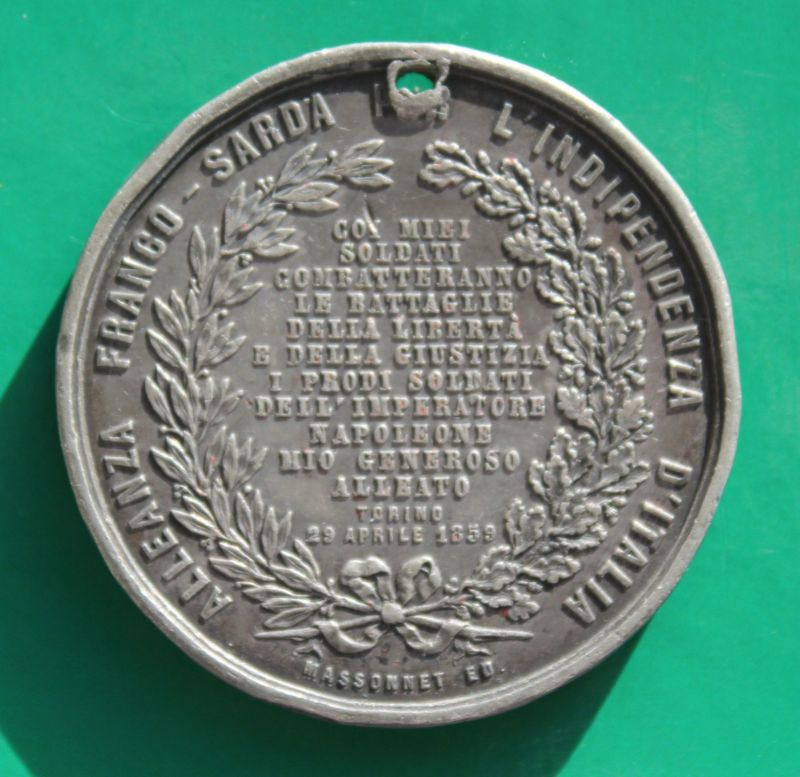 ALLEANZA FRANCO-SARDA L'INDIPENDENZA D'ITALIA
COI MIEI
SOLDATI
COMBATTERANNO
LE BATTAGLIE
DELLA LIBERTÀ
E DELLA GIUSTIZIA
I PRODI SOLDATI
DELL'IMPERATORE
NAPOLEONE
MIO GENEROSO
ALLEATO
TORINO
29 APRILE 1859
MASSONNET ED.